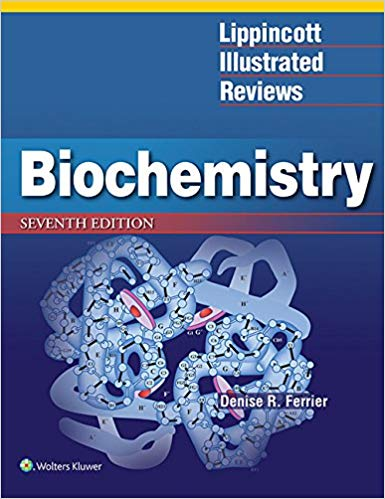 Lippincott
Illustrated
Reviews
Biochemistry
SEVENTH EDITION
Denise R. Ferrier
Wolters Kluwer